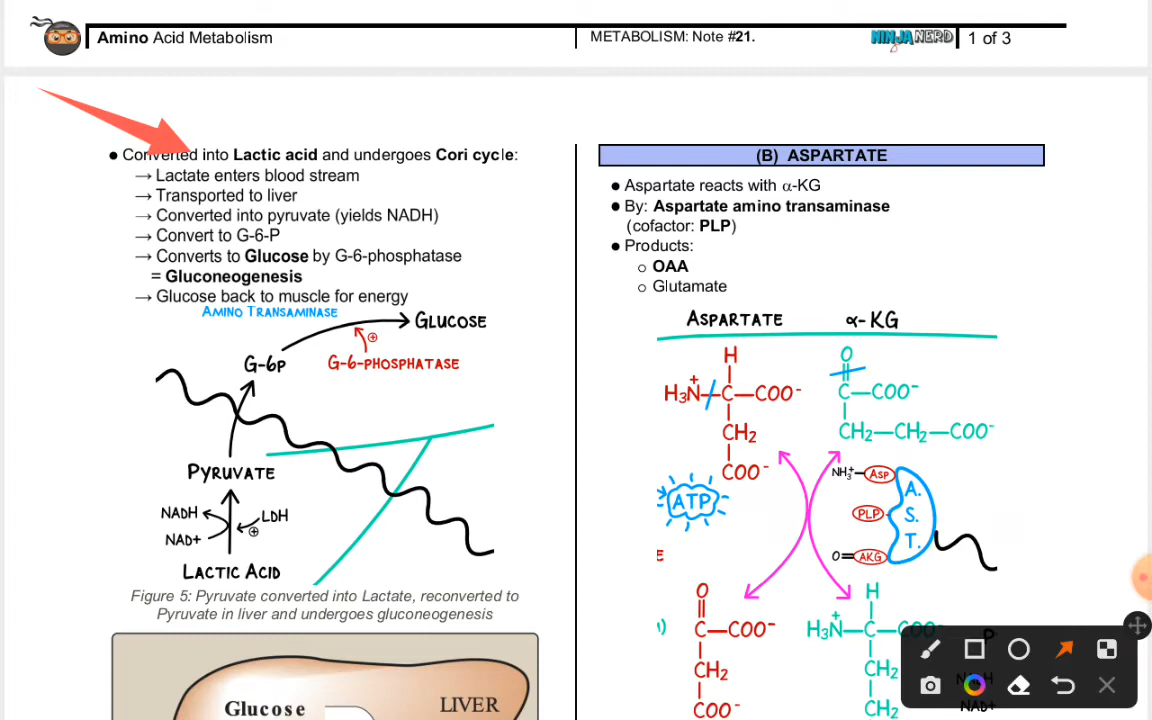 Amino Acid Metabolism
METABOLISM: Note #21.
NINJANERD
1 of 3
● Converted into Lactic acid and undergoes Cori cycle:
→ Lactate enters blood stream
→ Transported to liver
→ Converted into pyruvate (yields NADH)
→ Convert to G-6-P
→ Converts to Glucose by G-6-phosphatase
= Gluconeogenesis
→ Glucose back to muscle for energy
AMINO TRANSAMINASE
GLUCOSE
G-6P
G-6-PHOSPHATASE
PYRUVATE
NADH
LDH
NAD+
LACTIC ACID
Figure 5: Pyruvate converted into Lactate, reconverted to
Pyruvate in liver and undergoes gluconeogenesis
Glucose
LIVER
(B) ASPARTATE
● Aspartate reacts with α-KG
● By: Aspartate amino transaminase
(cofactor: PLP)
● Products:
○ OAA
○ Glutamate
ASPARTATE α-KG
H O
H3N+—C—COO- C—COO-
CH2 CH2—CH2—COO-
COO-
NH3+—ASP
ATP
A.
PLP
S.
T.
O=AKG
E
O H
C—COO- H3N+—C—COO-
CH2 CH2
COO- CH2
NAD+